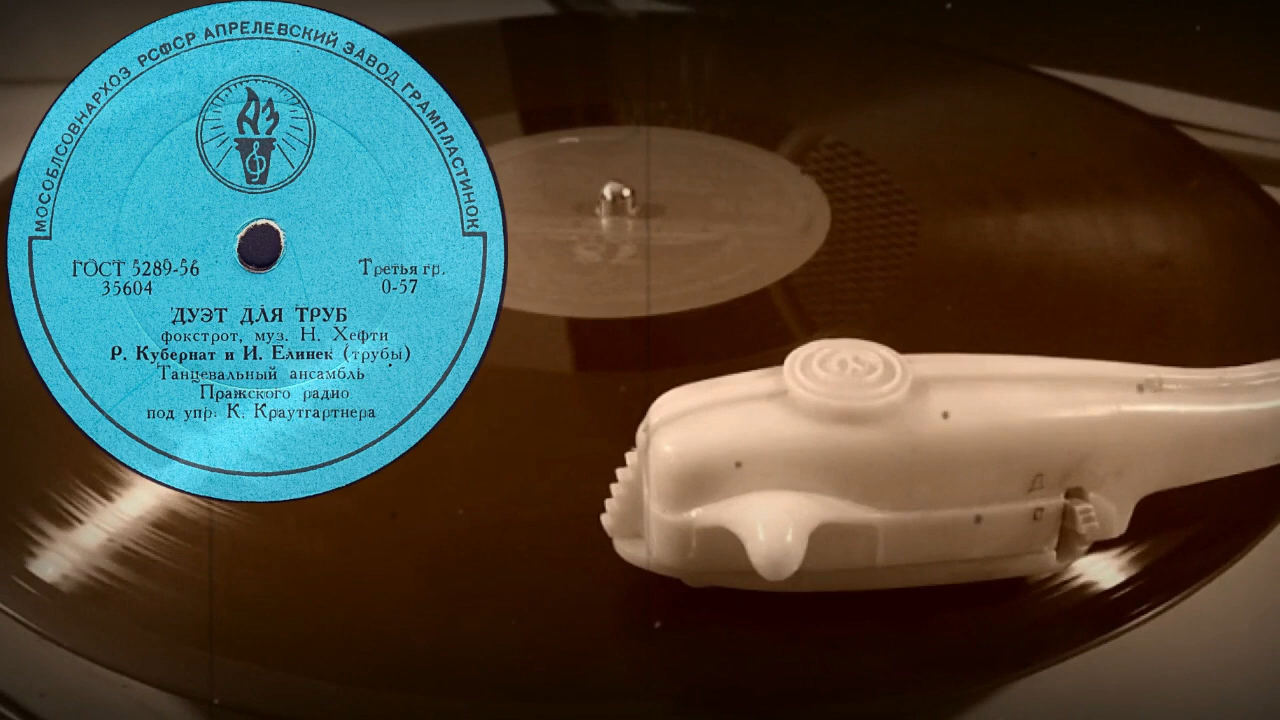 МОСОБЛСОВНАРХОЗ РСФСР АПРЕЛЕВСКИЙ ЗАВОД ГРАМПЛАСТИНОК
АЗ
ГОСТ 5289-56 Третья гр.
35604 0-57
ДУЭТ ДЛЯ ТРУБ
фокстрот, муз. Н. Хефти
Р. Кубернат и И. Елинек (трубы)
Танцевальный ансамбль
Пражского радио
под упр. К. Краутгартнера